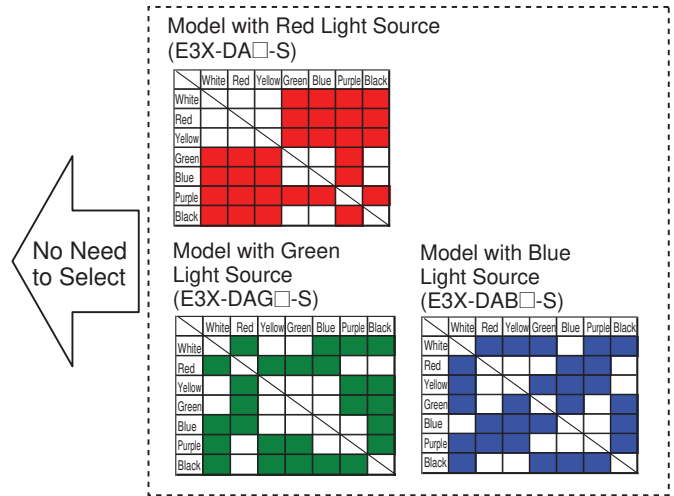 Model with Red Light Source
(E3X-DA□-S)
White Red Yellow Green Blue Purple Black
White
Red
Yellow
Green
Blue
Purple
Black
No Need
to Select
Model with Green
Light Source
(E3X-DAG□-S)
White Red Yellow Green Blue Purple Black
White
Red
Yellow
Green
Blue
Purple
Black
Model with Blue
Light Source
(E3X-DAB□-S)
White Red Yellow Green Blue Purple Black
White
Red
Yellow
Green
Blue
Purple
Black